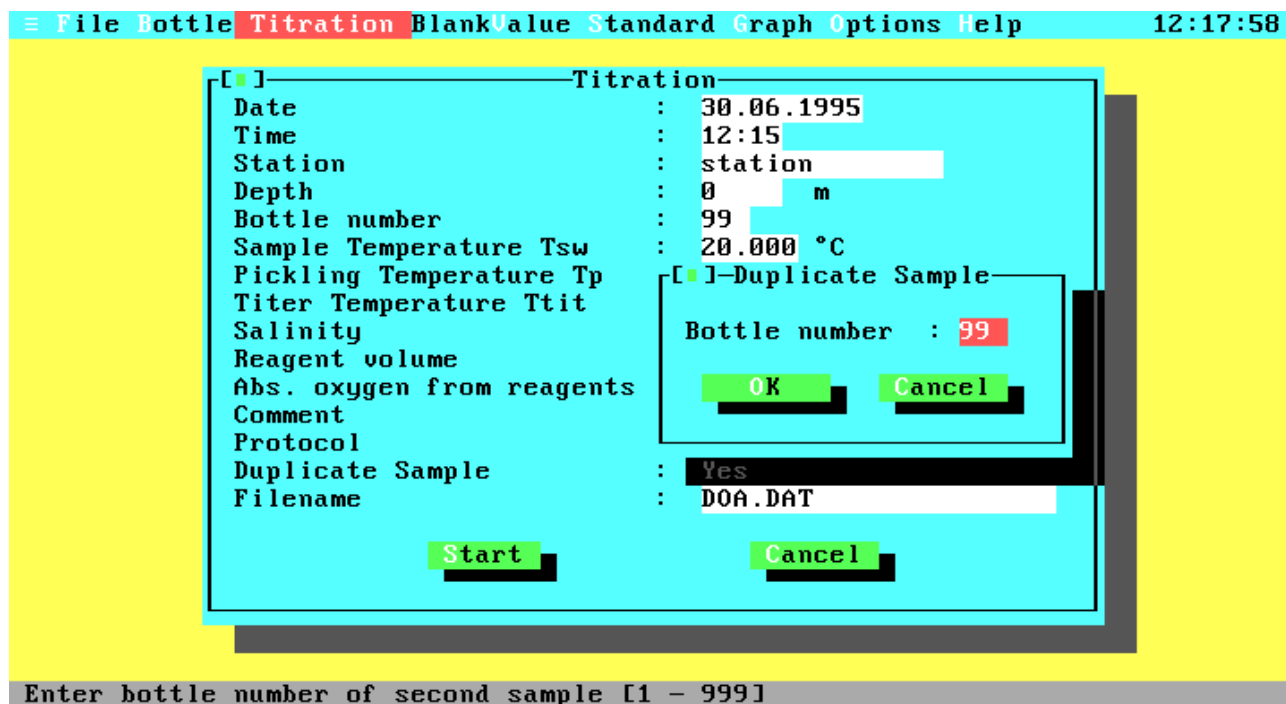 ≡ File Bottle Titration BlankValue Standard Graph Options Help 12:17:58
[■] Titration
Date : 30.06.1995
Time : 12:15
Station : station
Depth : 0 m
Bottle number : 99
Sample Temperature Tsw : 20.000 °C
Pickling Temperature Tp
Titer Temperature Ttit
Salinity
Reagent volume
Abs. oxygen from reagents
Comment
Protocol
Duplicate Sample : Yes
Filename : DOA.DAT
Start Cancel
[■] Duplicate Sample
Bottle number : 99
OK Cancel
Enter bottle number of second sample [1 - 999]